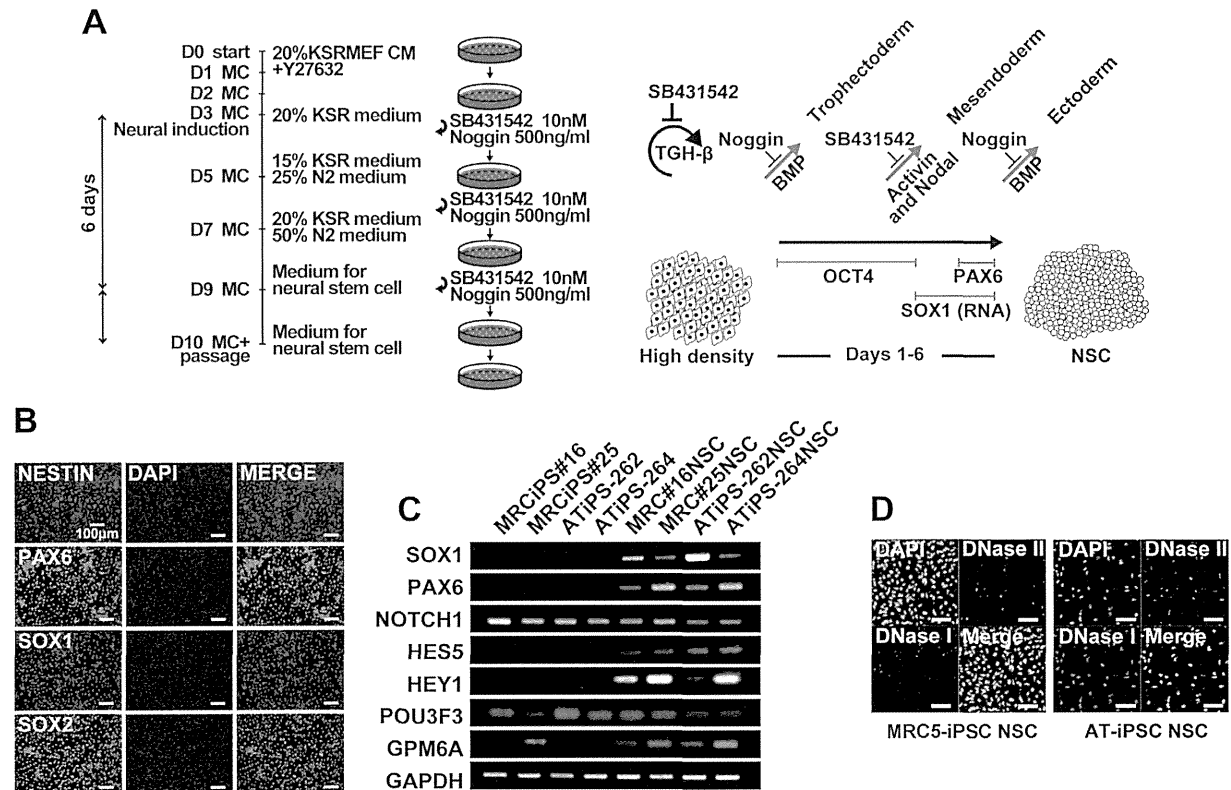 A
D0 start
20%KSRMEF CM
+Y27632
D1 MC
D2 MC
D3 MC
20% KSR medium
Neural induction
SB431542 10nM
Noggin 500ng/ml
15% KSR medium
D5 MC
25% N2 medium
6 days
SB431542 10nM
Noggin 500ng/ml
20% KSR medium
D7 MC
50% N2 medium
Medium for
neural stem cell
D9 MC
SB431542 10nM
Noggin 500ng/ml
D10 MC+
passage
Medium for
neural stem cell
SB431542
TGH-β
Noggin
BMP
Trophectoderm
SB431542
Activin
and Nodal
Mesendoderm
Noggin
BMP
Ectoderm
OCT4
PAX6
SOX1 (RNA)
High density
Days 1-6
NSC
B
NESTIN
DAPI
MERGE
100µm
PAX6
SOX1
SOX2
C
MRCiPS#16
MRCiPS#25
ATiPS-262
ATiPS-264
MRC#16NSC
MRC#25NSC
ATiPS-262NSC
ATiPS-264NSC
SOX1
PAX6
NOTCH1
HES5
HEY1
POU3F3
GPM6A
GAPDH
D
DAPI
DNase II
DNase I
Merge
MRC5-iPSC NSC
DAPI
DNase II
DNase I
Merge
AT-iPSC NSC